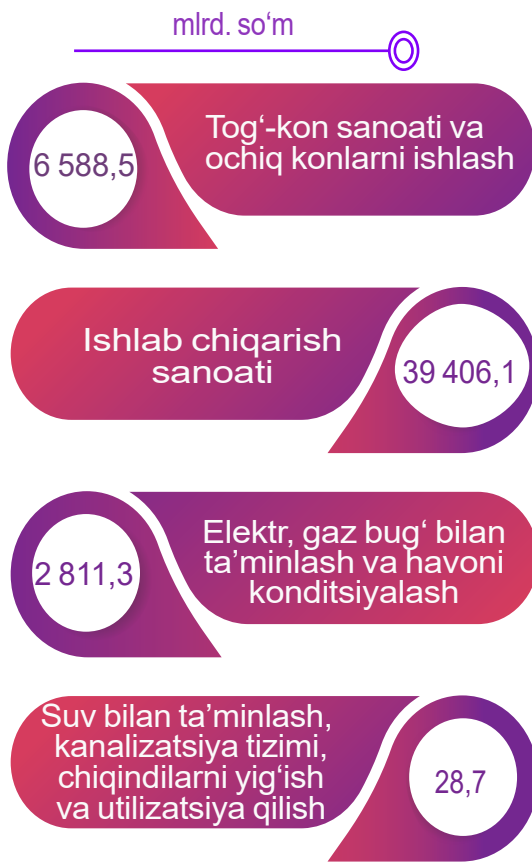 mlrd. so‘m
6 588,5
Tog‘-kon sanoati va
ochiq konlarni ishlash
Ishlab chiqarish
sanoati
39 406,1
2 811,3
Elektr, gaz bug‘ bilan
ta’minlash va havoni
konditsiyalash
Suv bilan ta’minlash,
kanalizatsiya tizimi,
chiqindilarni yig‘ish
va utilizatsiya qilish
28,7